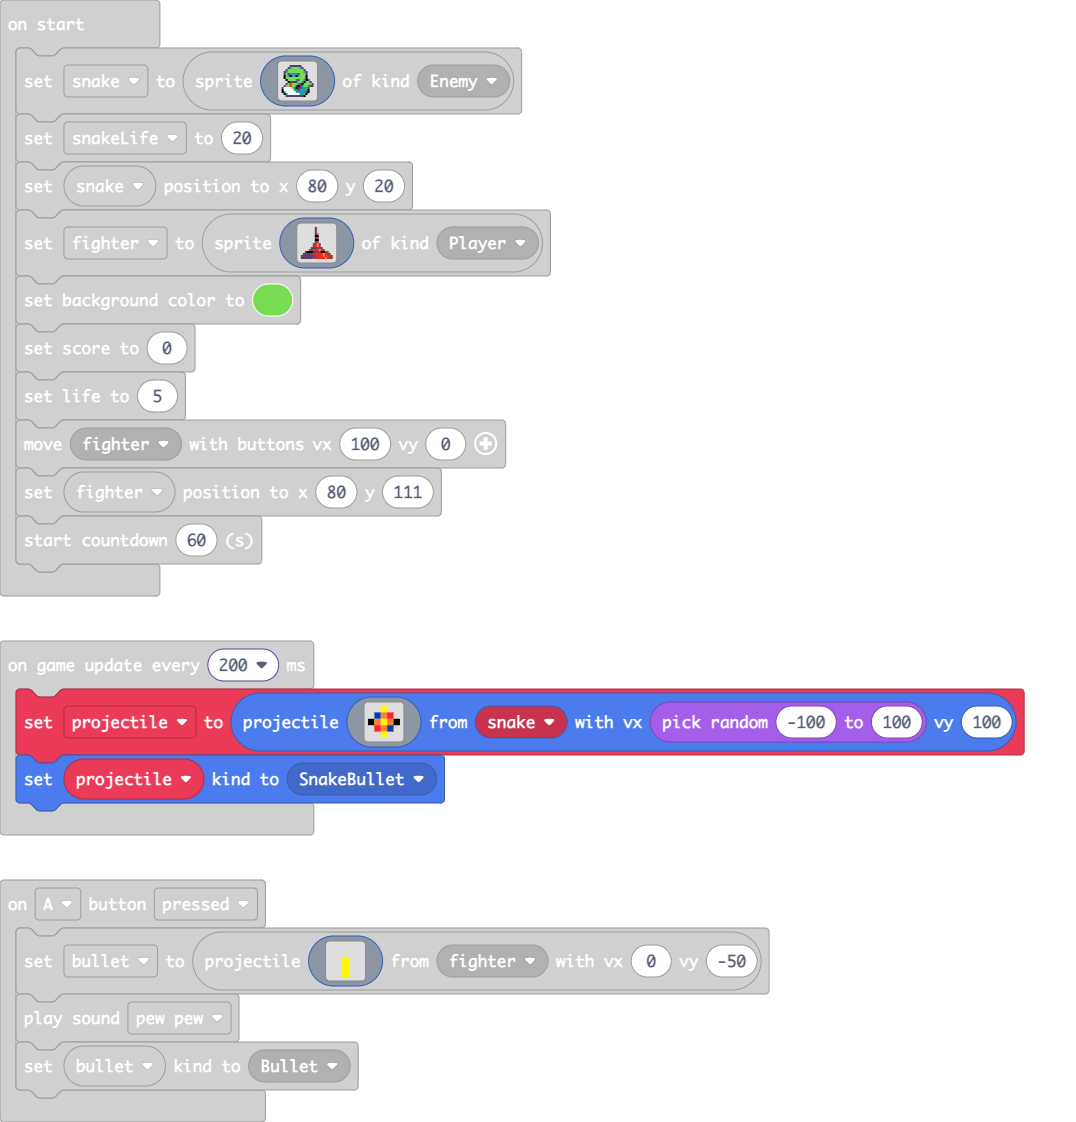 on start
set snake to sprite of kind Enemy
set snakeLife to 20
set snake position to x 80 y 20
set fighter to sprite of kind Player
set background color to
set score to 0
set life to 5
move fighter with buttons vx 100 vy 0
set fighter position to x 80 y 111
start countdown 60 (s)
on game update every 200 ms
set projectile to projectile from snake with vx pick random -100 to 100 vy 100
set projectile kind to SnakeBullet
on A button pressed
set bullet to projectile from fighter with vx 0 vy -50
play sound pew pew
set bullet kind to Bullet